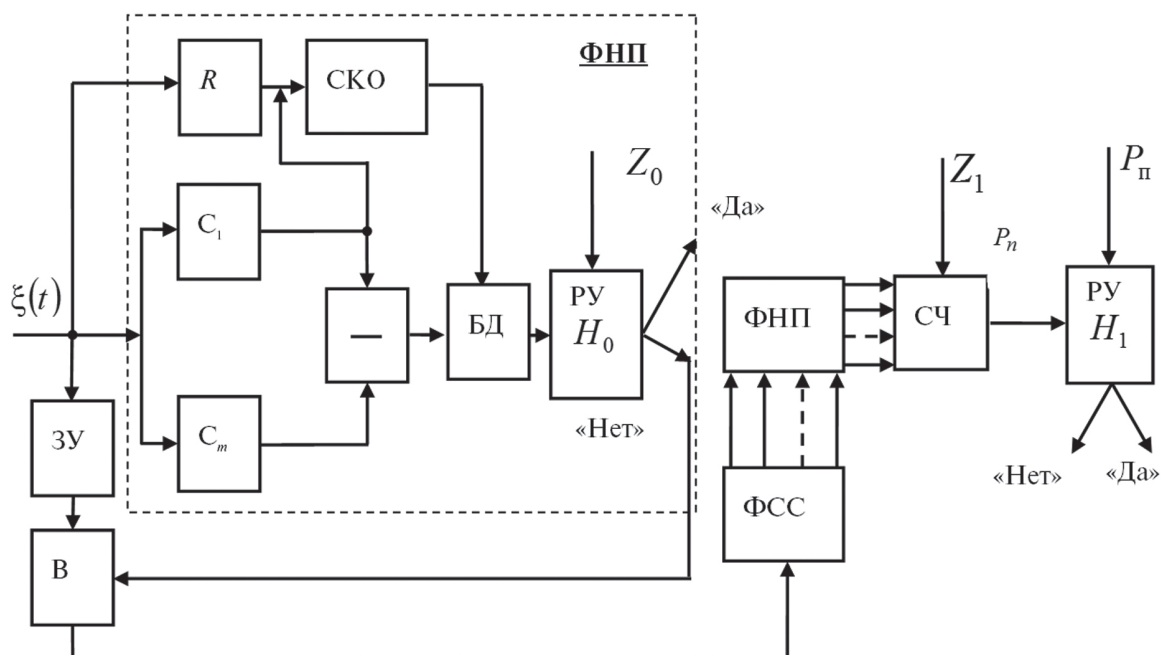 ФНП
R
СКО
Z₀
Z₁
Pп
«Да»
C₁
Pп
ξ(t)
РУ
H₀
БД
—
ФНП
СЧ
РУ
H₁
Cₘ
«Нет»
ЗУ
«Нет»
«Да»
ФСС
В